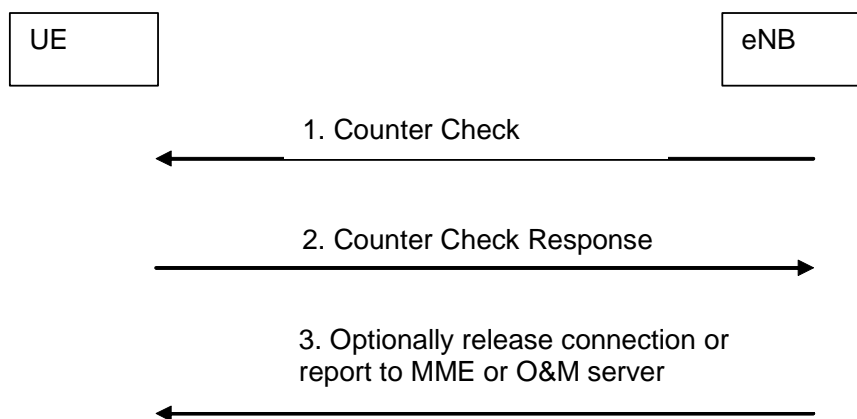 UE
eNB
1. Counter Check
2. Counter Check Response
3. Optionally release connection or
report to MME or O&M server